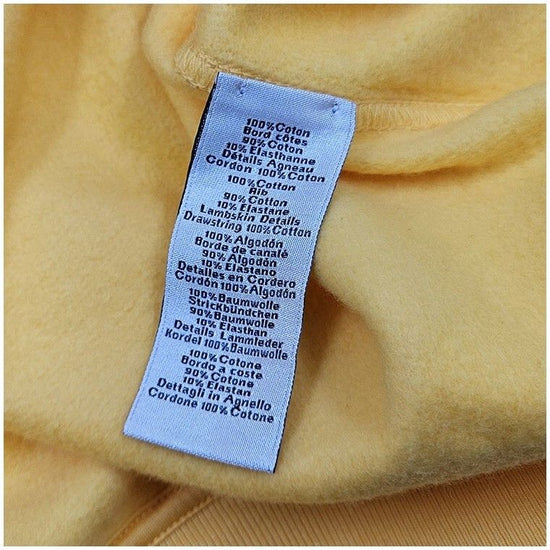 100%Coton
Bord côtes
90% Coton
10% Elasthanne
Détails Agneau
Cordon 100% Coton
100%Cotton
Rib
90% Cotton
10% Elastane
Lambskin Details
Drawstring 100% Cotton
100% Algodón
Borde de canalé
90% Algodón
10% Elastano
Detalles en Cordero
Cordón 100% Algodón
100%Baumwolle
Strickbündchen
90%Baumwolle
10% Elasthan
Details Lammleder
Kordel 100%Baumwolle
100% Cotone
Bordo a coste
90% Cotone
10% Elastan
Dettagli in Agnello
Cordone 100% Cotone